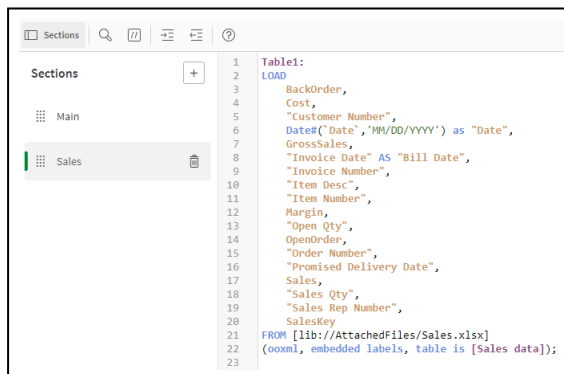 Sections
Sections
+
Main
Sales
1 Table1:
2 LOAD
3 BackOrder,
4 Cost,
5 "Customer Number",
6 Date#(`Date`,'MM/DD/YYYY') as "Date",
7 GrossSales,
8 "Invoice Date" AS "Bill Date",
9 "Invoice Number",
10 "Item Desc",
11 "Item Number",
12 Margin,
13 "Open Qty",
14 OpenOrder,
15 "Order Number",
16 "Promised Delivery Date",
17 Sales,
18 "Sales Qty",
19 "Sales Rep Number",
20 SalesKey
21 FROM [lib://AttachedFiles/Sales.xlsx]
22 (ooxml, embedded labels, table is [Sales data]);
23